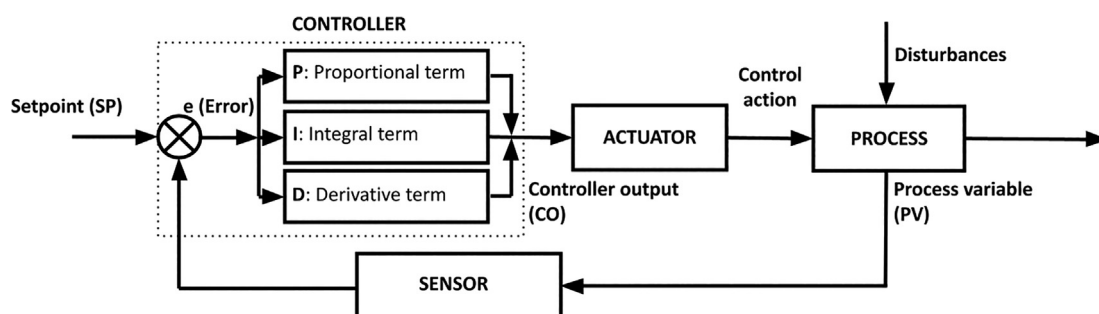 CONTROLLER
Setpoint (SP)
e (Error)
P: Proportional term
I: Integral term
D: Derivative term
Controller output
(CO)
ACTUATOR
Control
action
Disturbances
PROCESS
Process variable
(PV)
SENSOR